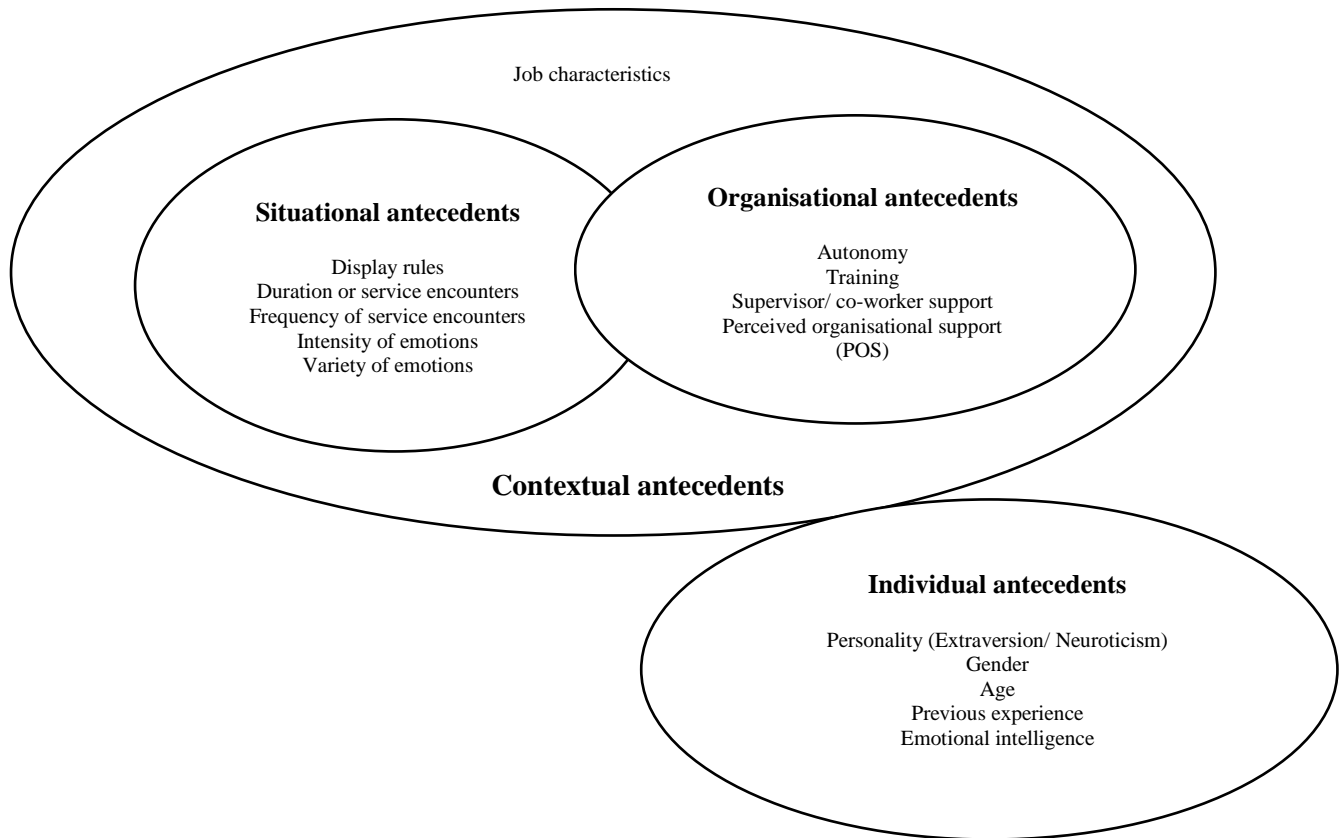 Job characteristics
Situational antecedents
Display rules
Duration or service encounters
Frequency of service encounters
Intensity of emotions
Variety of emotions
Organisational antecedents
Autonomy
Training
Supervisor/ co-worker support
Perceived organisational support
(POS)
Contextual antecedents
Individual antecedents
Personality (Extraversion/ Neuroticism)
Gender
Age
Previous experience
Emotional intelligence